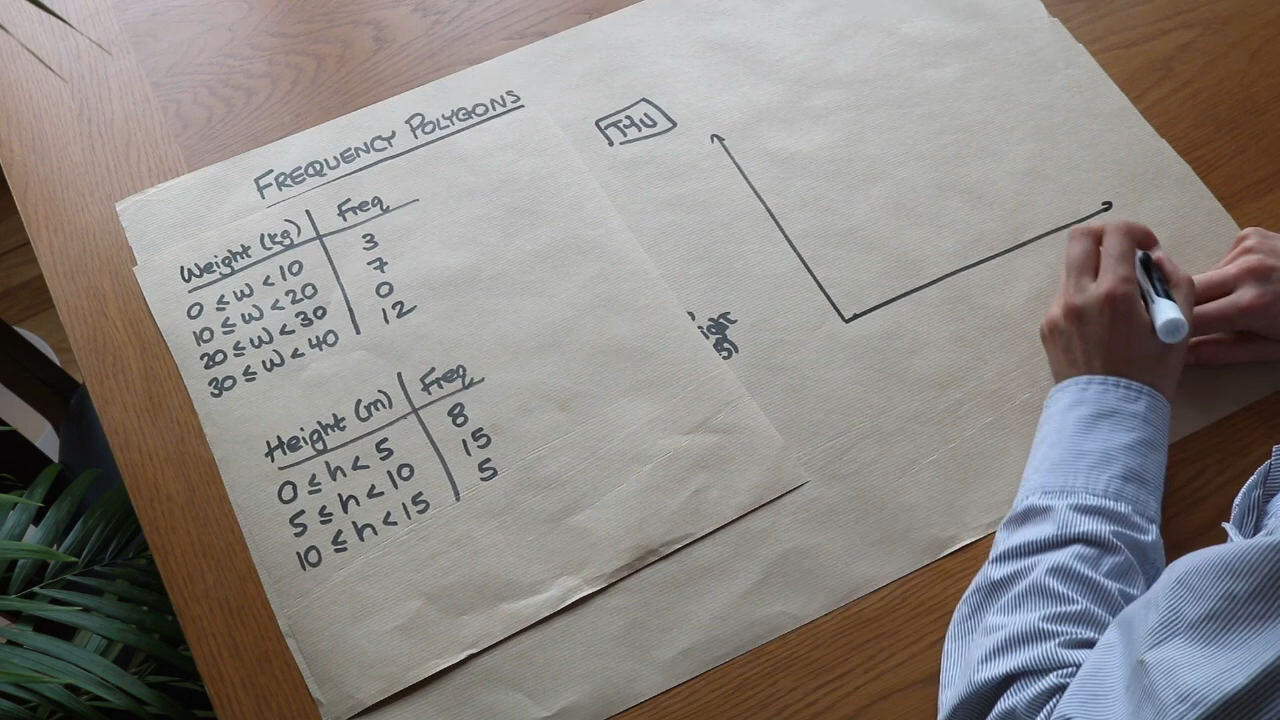 FREQUENCY POLYGONS
Weight (kg) Freq
0 ≤ w < 10 3
10 ≤ w < 20 7
20 ≤ w < 30 0
30 ≤ w < 40 12
Height (m) Freq
0 ≤ h < 5 8
5 ≤ h < 10 15
10 ≤ h < 15 5
T4U